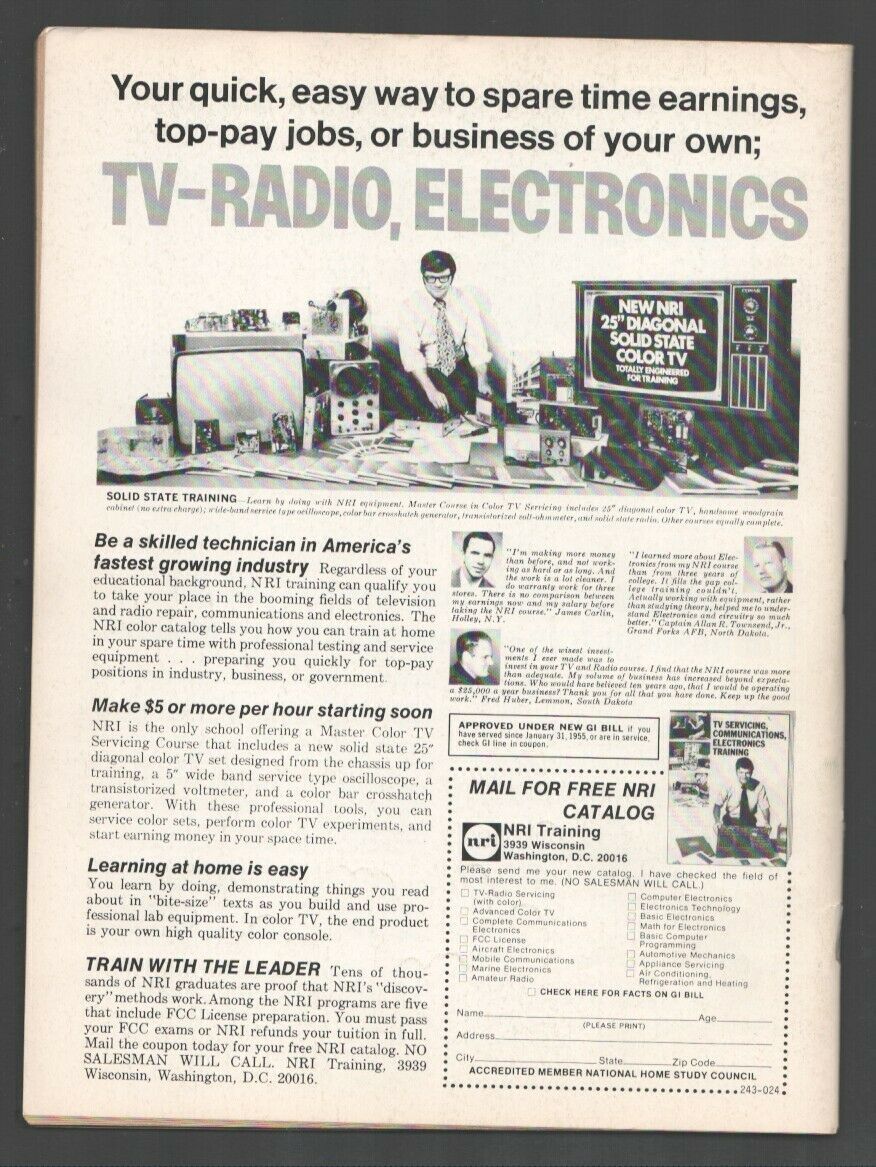 Your quick, easy way to spare time earnings,
top-pay jobs, or business of your own;
TV-RADIO, ELECTRONICS
NEW NRI
25" DIAGONAL
SOLID STATE
COLOR TV
TOTALLY ENGINEERED
FOR TRAINING
CONAR
SOLID STATE TRAINING—Learn by doing with NRI equipment. Master Course in Color TV Servicing includes 25" diagonal color TV, handsome woodgrain
cabinet (no extra charge); wide-band service type ocilloscope, color bar crosshatch generator, transistorized volt-ohm meter, and solid state radio. Other courses equally complete.
Be a skilled technician in America's
fastest growing industry Regardless of your
educational background, NRI training can qualify you
to take your place in the booming fields of television
and radio repair, communications and electronics. The
NRI color catalog tells you how you can train at home
in your spare time with professional testing and service
equipment . . . preparing you quickly for top-pay
positions in industry, business, or government.
Make $5 or more per hour starting soon
NRI is the only school offering a Master Color TV
Servicing Course that includes a new solid state 25"
diagonal color TV set designed from the chassis up for
training, a 5" wide band service type oscilloscope, a
transistorized voltmeter, and a color bar crosshatch
generator. With these professional tools, you can
service color sets, perform color TV experiments, and
start earning money in your space time.
Learning at home is easy
You learn by doing, demonstrating things you read
about in "bite-size" texts as you build and use pro-
fessional lab equipment. In color TV, the end product
is your own high quality color console.
TRAIN WITH THE LEADER Tens of thou-
sands of NRI graduates are proof that NRI's "discov-
ery" methods work. Among the NRI programs are five
that include FCC License preparation. You must pass
your FCC exams or NRI refunds your tuition in full.
Mail the coupon today for your free NRI catalog. NO
SALESMAN WILL CALL. NRI Training, 3939
Wisconsin, Washington, D.C. 20016.
"I'm making more money
than before, and not work-
ing as hard or as long. And
the work is a lot cleaner. I
do warranty work for three
stores. There is no comparison between
my earnings now and my salary before
taking the NRI course." James Carlin,
Holley, N.Y.
"I learned more about Elec-
tronics from my NRI course
than from three years of
college. It fills the gap col-
lege training couldn't.
Actually working with equipment, rather
than studying theory, helped me to under-
stand Electronics and circuitry so much
better." Captain Allan R. Townsend, Jr.,
Grand Forks AFB, North Dakota.
"One of the wisest invest-
ments I ever made was to
invest in your TV and Radio course. I find that the NRI course was more
than adequate. My volume of business has increased beyond expecta-
tions. Who would have believed ten years ago, that I would be operating
a $25,000 a year business? Thank you for all that you have done. Keep up the good
work." Fred Huber, Lemmon, South Dakota
APPROVED UNDER NEW GI BILL if you
have served since January 31, 1955, or are in service,
check GI line in coupon.
TV SERVICING,
COMMUNICATIONS,
ELECTRONICS
TRAINING
MAIL FOR FREE NRI
CATALOG
nri
NRI Training
3939 Wisconsin
Washington, D.C. 20016
Please send me your new catalog. I have checked the field of
most interest to me. (NO SALESMAN WILL CALL.)
TV-Radio Servicing
(with color)
Advanced Color TV
Complete Communications
Electronics
FCC License
Aircraft Electronics
Mobile Communications
Marine Electronics
Amateur Radio
Computer Electronics
Electronics Technology
Basic Electronics
Math for Electronics
Basic Computer
Programming
Automotive Mechanics
Appliance Servicing
Air Conditioning,
Refrigeration and Heating
CHECK HERE FOR FACTS ON GI BILL
Name Age
(PLEASE PRINT)
Address
City State Zip Code
ACCREDITED MEMBER NATIONAL HOME STUDY COUNCIL
243-024